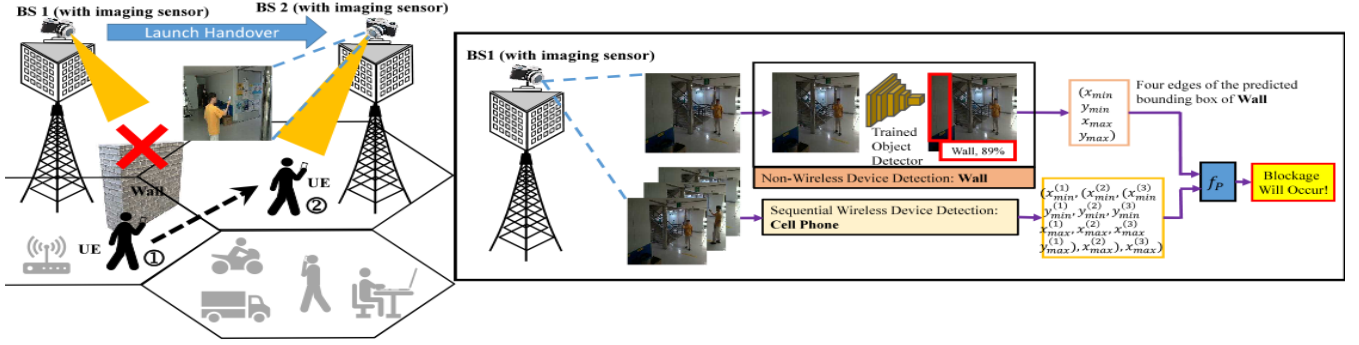 BS 1 (with imaging sensor)
BS 2 (with imaging sensor)
Launch Handover
Wall
UE
①
UE
②
BS1 (with imaging sensor)
Trained
Object
Detector
Wall, 89%
Non-Wireless Device Detection: Wall
Sequential Wireless Device Detection:
Cell Phone
(x_min
y_min
x_max
y_max)
Four edges of the predicted
bounding box of Wall
(x_min^(1), (x_min^(2), (x_min^(3)
y_min^(1), y_min^(2), y_min^(3)
x_max^(1), x_max^(2), x_max^(3)
y_max^(1)), x_max^(2)), x_max^(3))
f_P
Blockage
Will Occur!